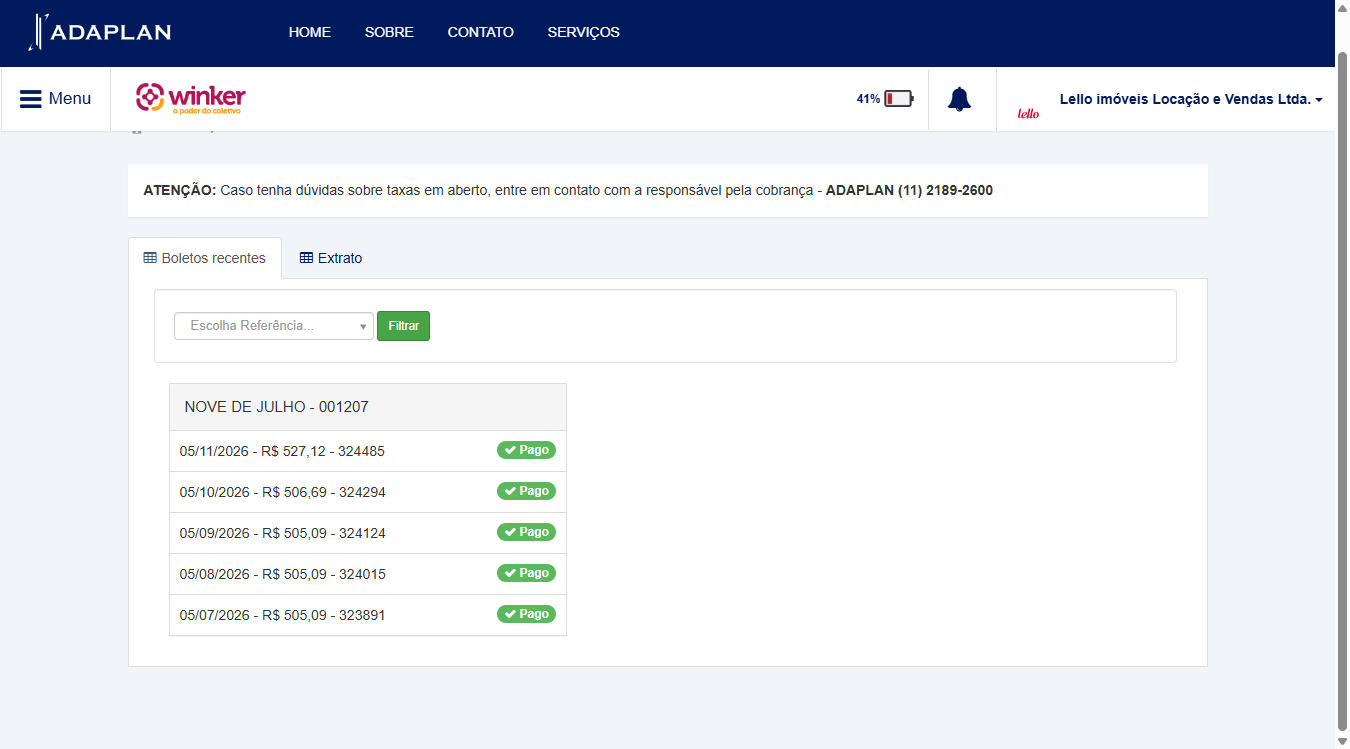 ADAPLAN
HOME SOBRE CONTATO SERVIÇOS
Menu
winker
o poder do coletivo
41%
lello
Lello imóveis Locação e Vendas Ltda.
ATENÇÃO: Caso tenha dúvidas sobre taxas em aberto, entre em contato com a responsável pela cobrança - ADAPLAN (11) 2189-2600
Boletos recentes
Extrato
Escolha Referência...
Filtrar
NOVE DE JULHO - 001207
05/11/2026 - R$ 527,12 - 324485 Pago
05/10/2026 - R$ 506,69 - 324294 Pago
05/09/2026 - R$ 505,09 - 324124 Pago
05/08/2026 - R$ 505,09 - 324015 Pago
05/07/2026 - R$ 505,09 - 323891 Pago